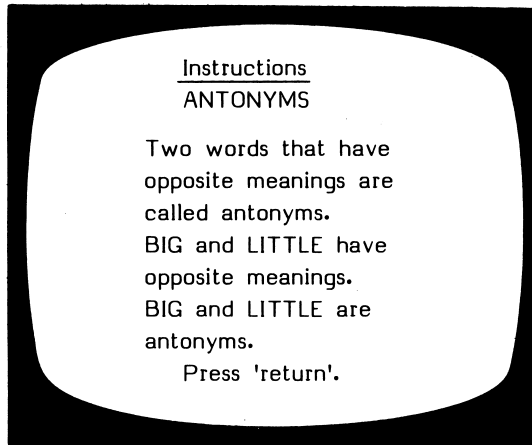 Instructions
ANTONYMS
Two words that have
opposite meanings are
called antonyms.
BIG and LITTLE have
opposite meanings.
BIG and LITTLE are
antonyms.
Press 'return'.